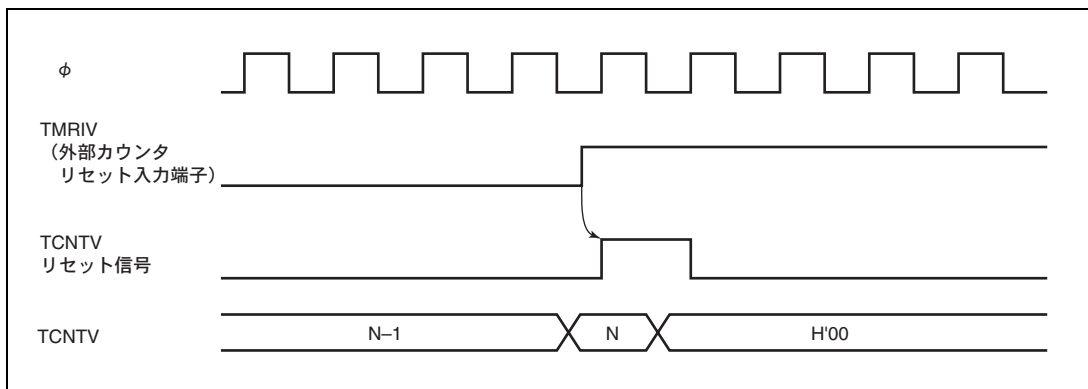 φ
TMRIV
（外部カウンタ
リセット入力端子）
TCNTV
リセット信号
TCNTV
N–1
N
H'00